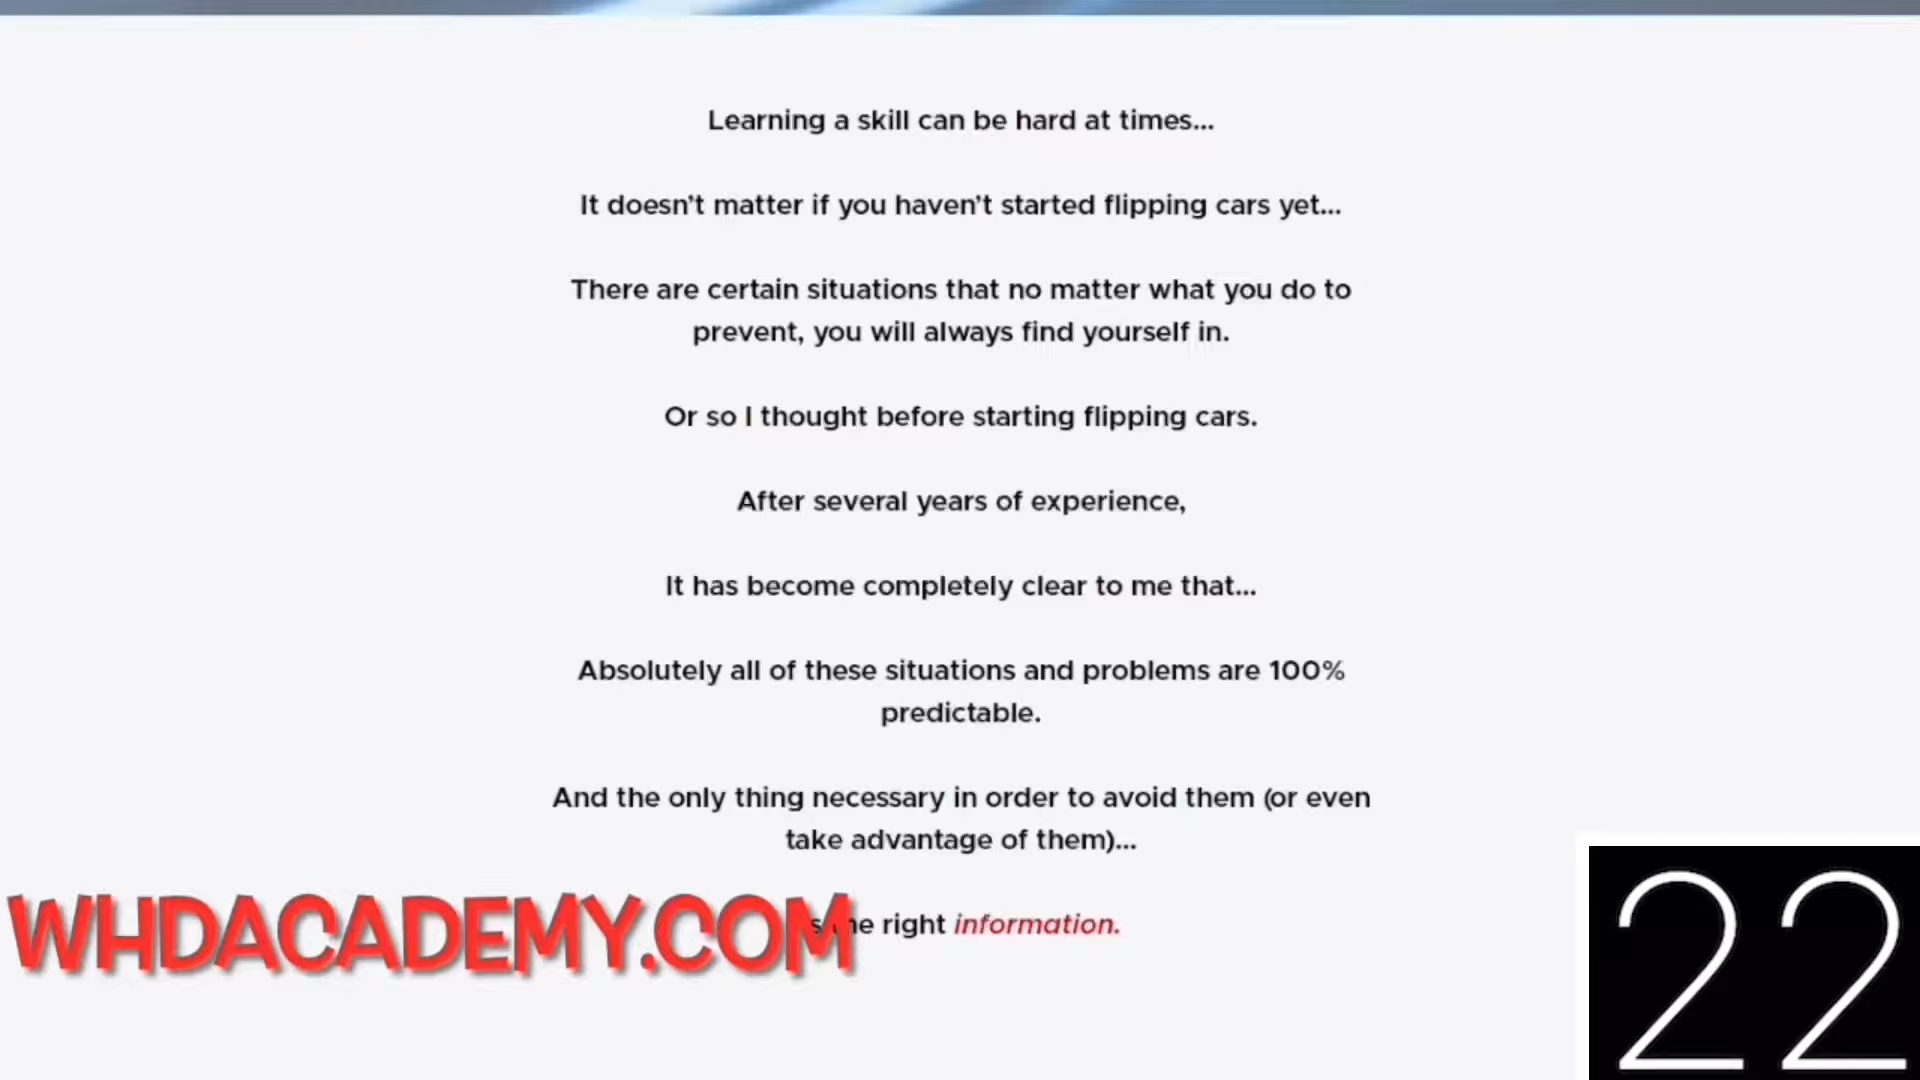 Learning a skill can be hard at times...
It doesn't matter if you haven't started flipping cars yet...
There are certain situations that no matter what you do to
prevent, you will always find yourself in.
Or so I thought before starting flipping cars.
After several years of experience,
It has become completely clear to me that...
Absolutely all of these situations and problems are 100%
predictable.
And the only thing necessary in order to avoid them (or even
take advantage of them)...
right information.
WHDACADEMY.COM
22